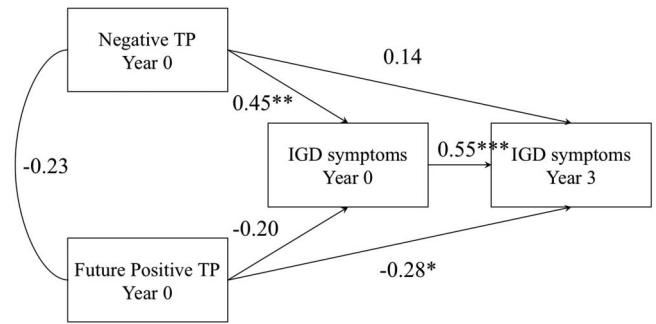 Negative TP
Year 0
0.14
0.45**
IGD symptoms
Year 0
0.55***
IGD symptoms
Year 3
-0.23
-0.20
Future Positive TP
Year 0
-0.28*